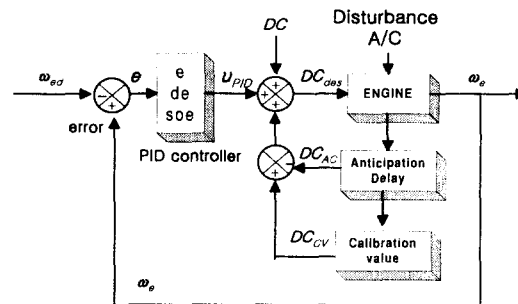 Disturbance
A/C
DC
ω_ed
e
e
de
soe
u_PID
DC_des
ENGINE
ω_e
error
PID controller
DC_AC
Anticipation
Delay
DC_CV
Calibration
value
ω_e